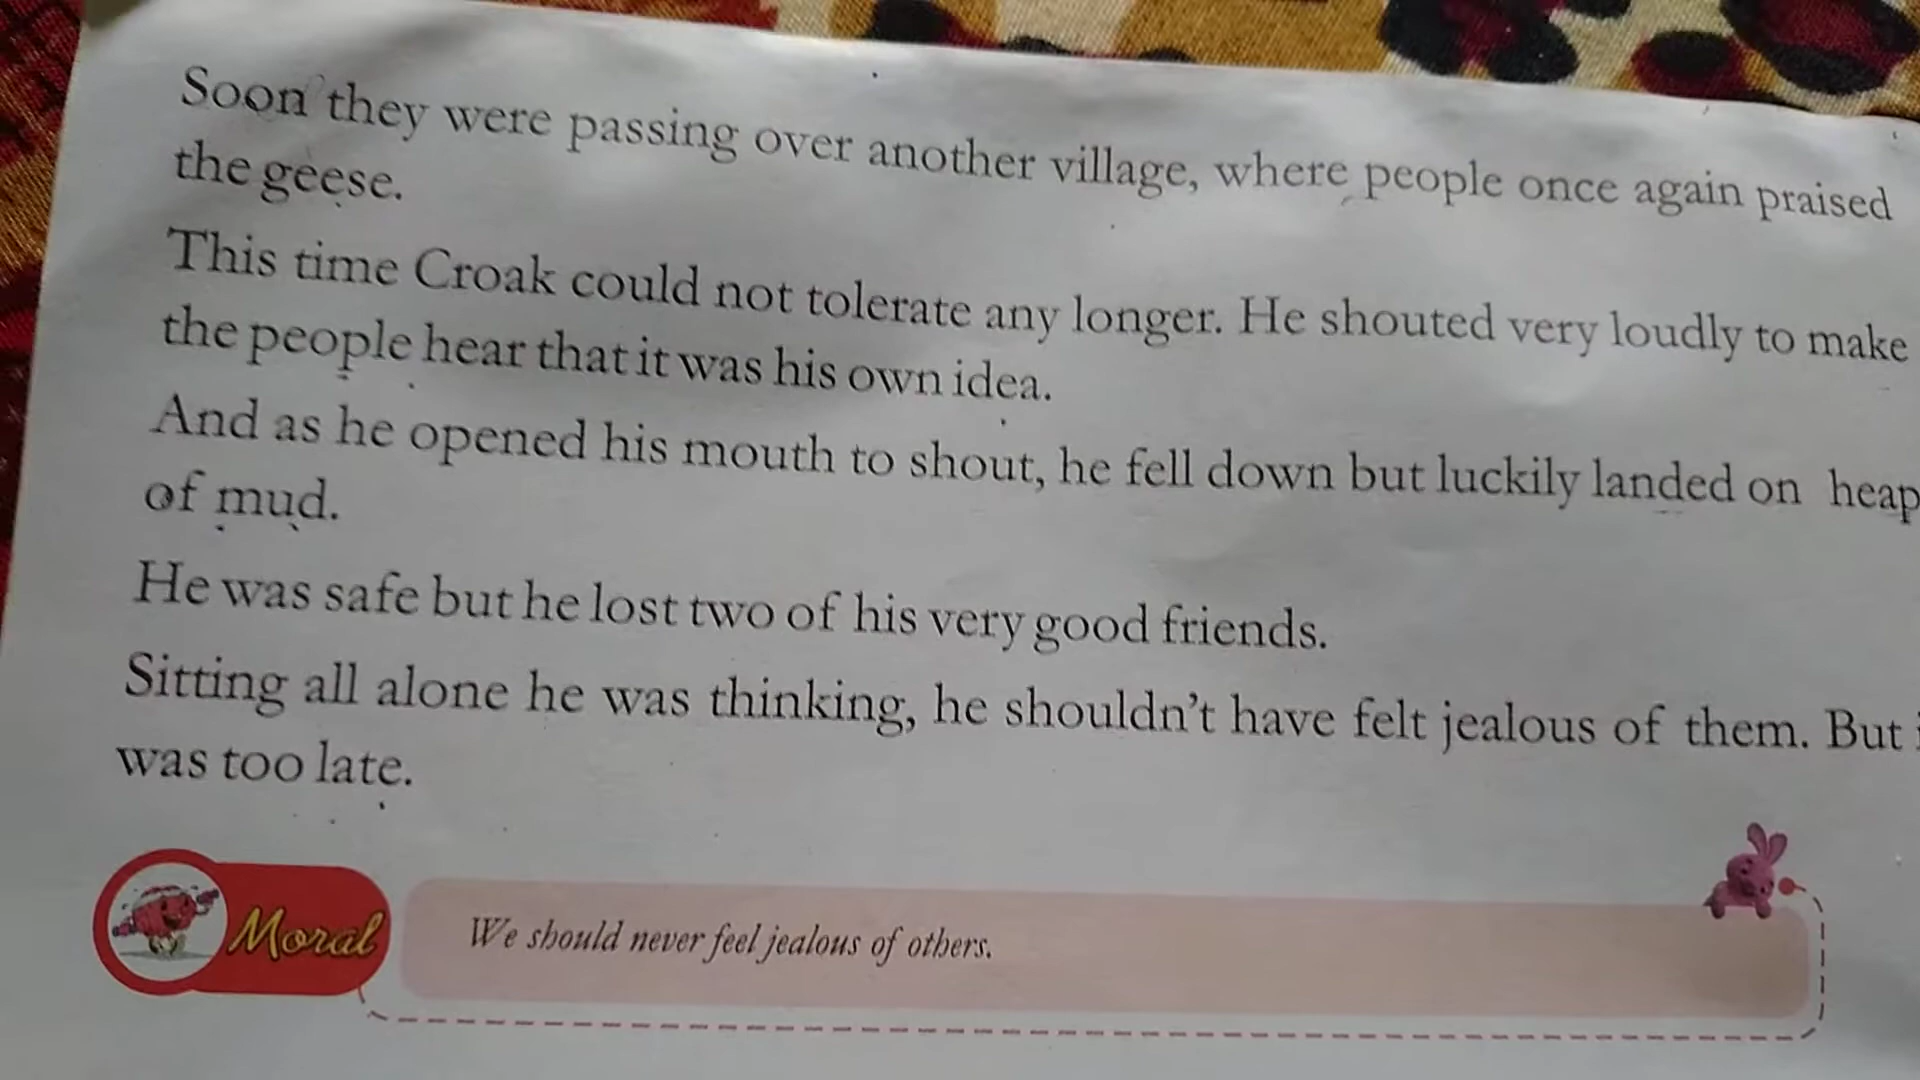 Soon they were passing over another village, where people once again praised
the geese.
This time Croak could not tolerate any longer. He shouted very loudly to make
the people hear that it was his own idea.
And as he opened his mouth to shout, he fell down but luckily landed on heap
of mud.
He was safe but he lost two of his very good friends.
Sitting all alone he was thinking, he shouldn't have felt jealous of them. But
was too late.
Moral
We should never feel jealous of others.